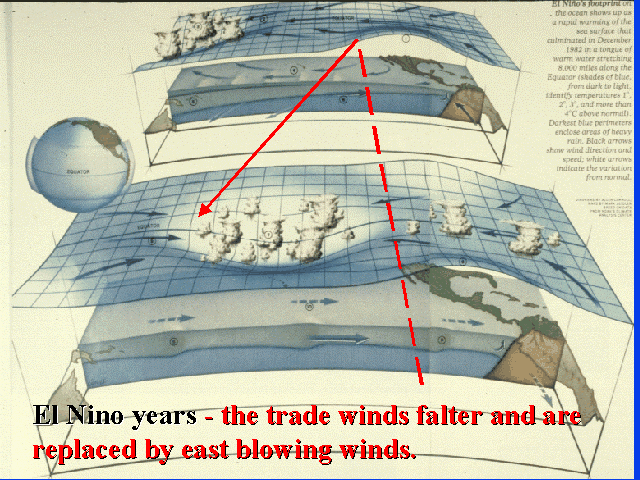 El Niño's footprint on
the ocean shows up as
a rapid warming of the
sea surface that
culminated in December
1982 in a tongue of
warm water stretching
8,000 miles along the
Equator (shades of blue,
from dark to light,
identify temperatures 1°,
2°, 3°, and more than
4°C above normal).
Darkest blue perimeters
enclose areas of heavy
rain. Black arrows
show wind direction and
speed; white arrows
indicate the variation
from normal.
EQUATOR
EQUATOR
El Nino years - the trade winds falter and are
replaced by east blowing winds.